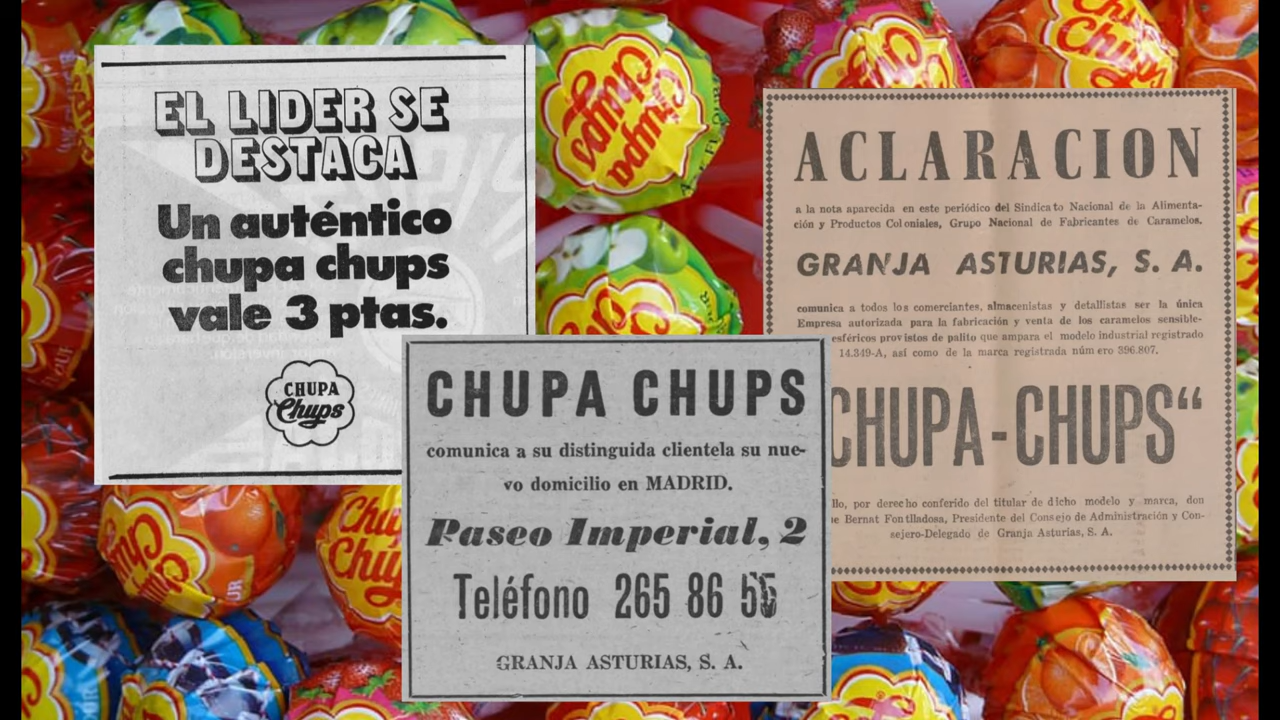 EL LIDER SE
DESTACA
Un auténtico
chupa chups
vale 3 ptas.
CHUPA
Chups
CHUPA CHUPS
comunica a su distinguida clientela su nue-
vo domicilio en MADRID.
Paseo Imperial, 2
Teléfono 265 86 56
GRANJA ASTURIAS, S. A.
ACLARACION
a la nota aparecida en este periódico del Sindicato Nacional de la Alimenta-
ción y Productos Coloniales, Grupo Nacional de Fabricantes de Caramelos.
GRANJA ASTURIAS, S. A.
comunica a todos los comerciantes, almacenistas y detallistas ser la única
Empresa autorizada para la fabricación y venta de los caramelos sensible-
esféricos provistos de palito que ampara el modelo industrial registrado
14.349-A, así como de la marca registrada número 396.807.
CHUPA-CHUPS“
llo, por derecho conferido del titular de dicho modelo y marca, don
e Bernat Fontlladosa, Presidente del Consejo de Administración y Con-
sejero-Delegado de Granja Asturias, S. A.
Chupa
Chups